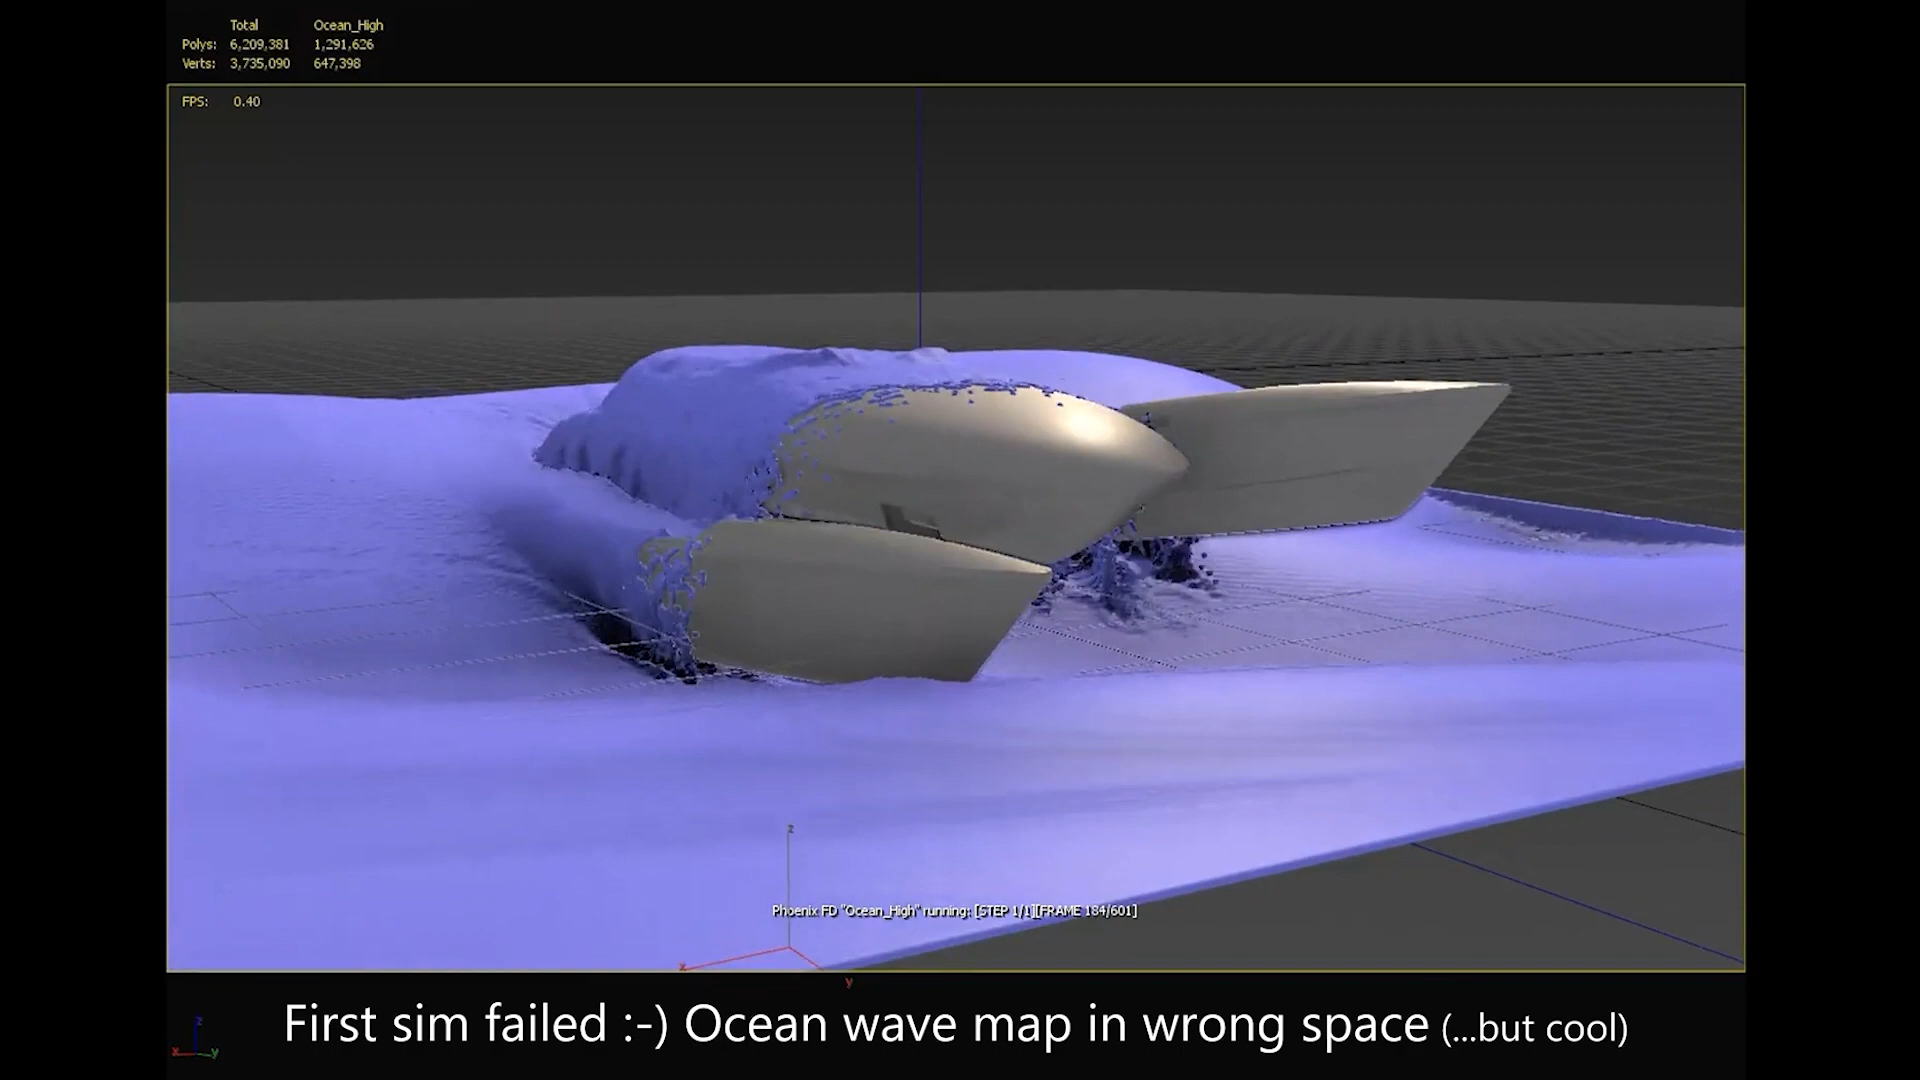 Total Ocean_High
Polys: 6,209,381 1,291,626
Verts: 3,735,090 647,398
FPS: 0.40
z
Phoenix FD "Ocean_High" running: [STEP 1/1][FRAME 184/601]
x
y
First sim failed :-) Ocean wave map in wrong space (...but cool)
z
x y